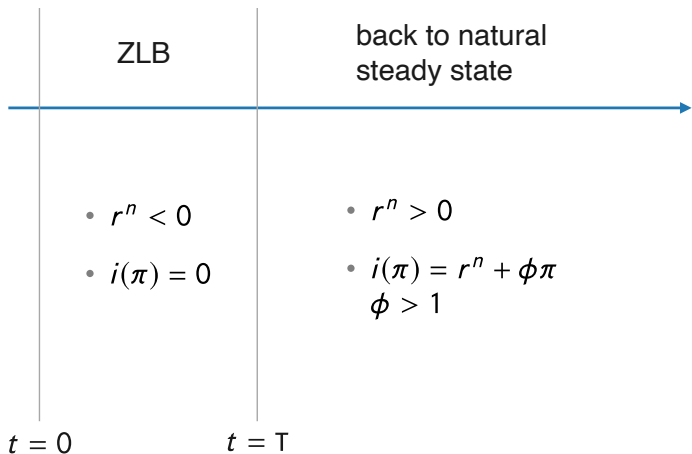 ZLB
back to natural
steady state
• rⁿ < 0
• i(π) = 0
• rⁿ > 0
• i(π) = rⁿ + ϕπ
ϕ > 1
t = 0
t = T